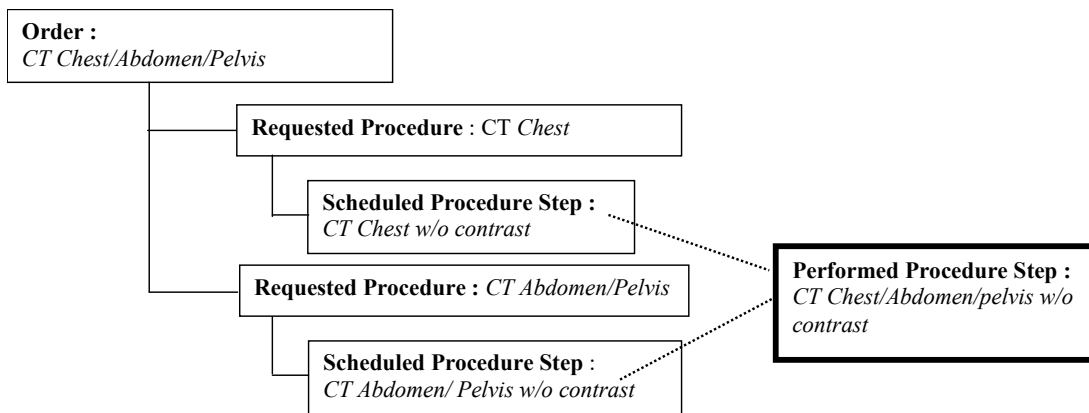 Order :
CT Chest/Abdomen/Pelvis
Requested Procedure : CT Chest
Scheduled Procedure Step :
CT Chest w/o contrast
Requested Procedure : CT Abdomen/Pelvis
Scheduled Procedure Step :
CT Abdomen/ Pelvis w/o contrast
Performed Procedure Step :
CT Chest/Abdomen/pelvis w/o
contrast